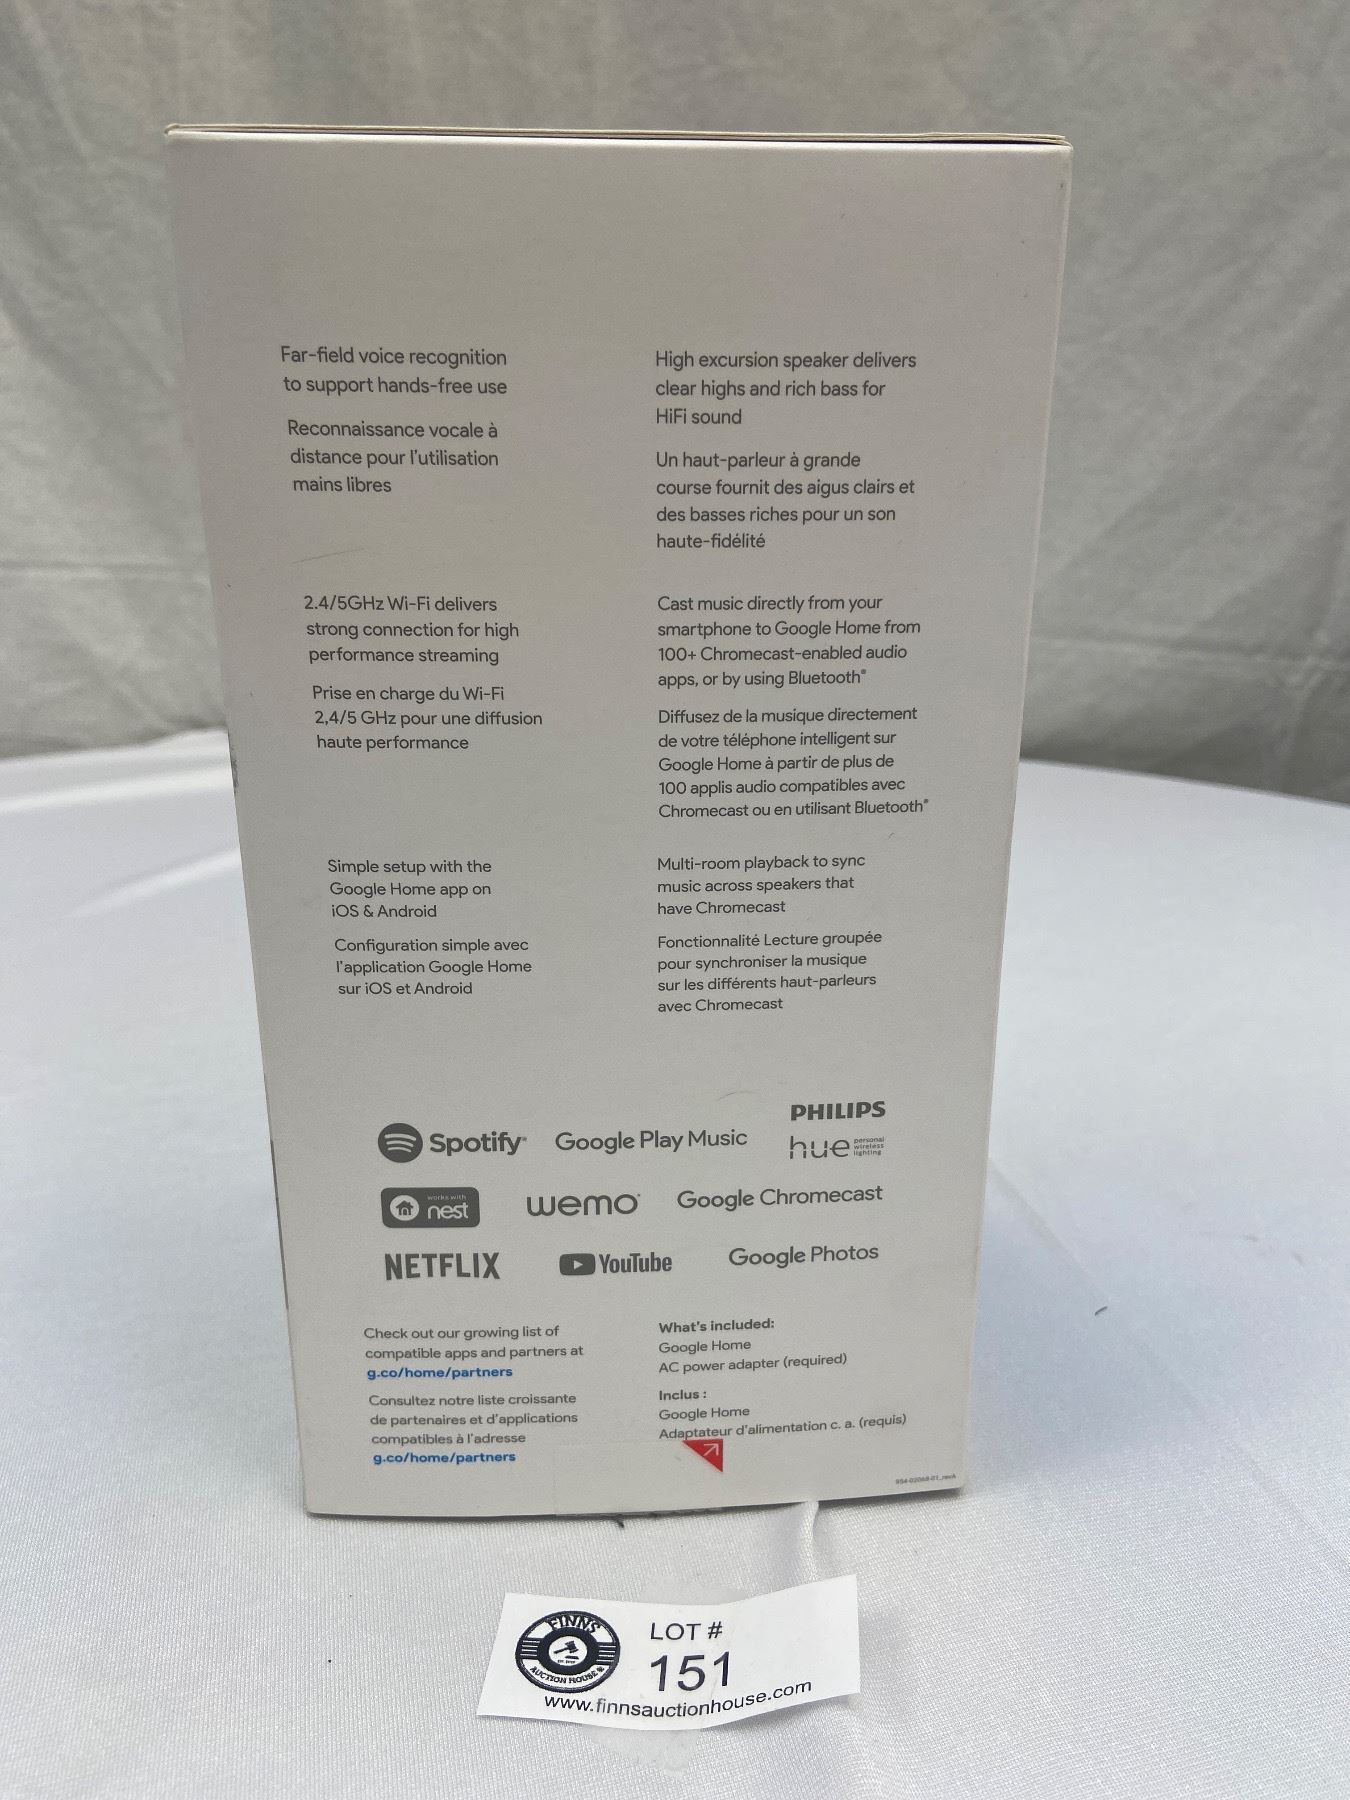 Far-field voice recognition
to support hands-free use
Reconnaissance vocale à
distance pour l'utilisation
mains libres
High excursion speaker delivers
clear highs and rich bass for
HiFi sound
Un haut-parleur à grande
course fournit des aigus clairs et
des basses riches pour un son
haute-fidélité
2.4/5GHz Wi-Fi delivers
strong connection for high
performance streaming
Prise en charge du Wi-Fi
2,4/5 GHz pour une diffusion
haute performance
Cast music directly from your
smartphone to Google Home from
100+ Chromecast-enabled audio
apps, or by using Bluetooth®
Diffusez de la musique directement
de votre téléphone intelligent sur
Google Home à partir de plus de
100 applis audio compatibles avec
Chromecast ou en utilisant Bluetooth®
Simple setup with the
Google Home app on
iOS & Android
Configuration simple avec
l'application Google Home
sur iOS et Android
Multi-room playback to sync
music across speakers that
have Chromecast
Fonctionnalité Lecture groupée
pour synchroniser la musique
sur les différents haut-parleurs
avec Chromecast
Spotify® Google Play Music
PHILIPS
hue
personal
wireless
lighting
works with
nest
wemo® Google Chromecast
NETFLIX YouTube Google Photos
Check out our growing list of
compatible apps and partners at
g.co/home/partners
Consultez notre liste croissante
de partenaires et d'applications
compatibles à l'adresse
g.co/home/partners
What's included:
Google Home
AC power adapter (required)
Inclus :
Google Home
Adaptateur d'alimentation c. a. (requis)
954-02068-01_revA
FINNS
AUCTION HOUSE
LOT #
151
www.finnsauctionhouse.com